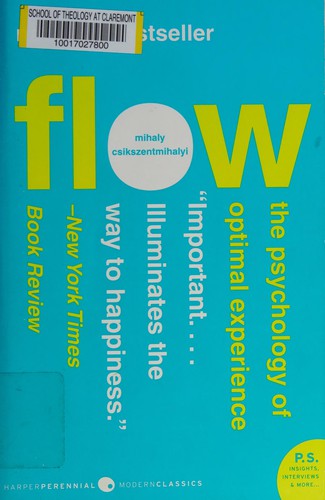 SCHOOL OF THEOLOGY AT CLAREMONT
10017027800
stseller
flow
mihaly
csikszentmihalyi
the psychology of
optimal experience
"Important. . . .
Illuminates the
way to happiness."
–New York Times
Book Review
P.S.
INSIGHTS,
INTERVIEWS
& MORE...
HARPERPERENNIAL MODERNCLASSICS